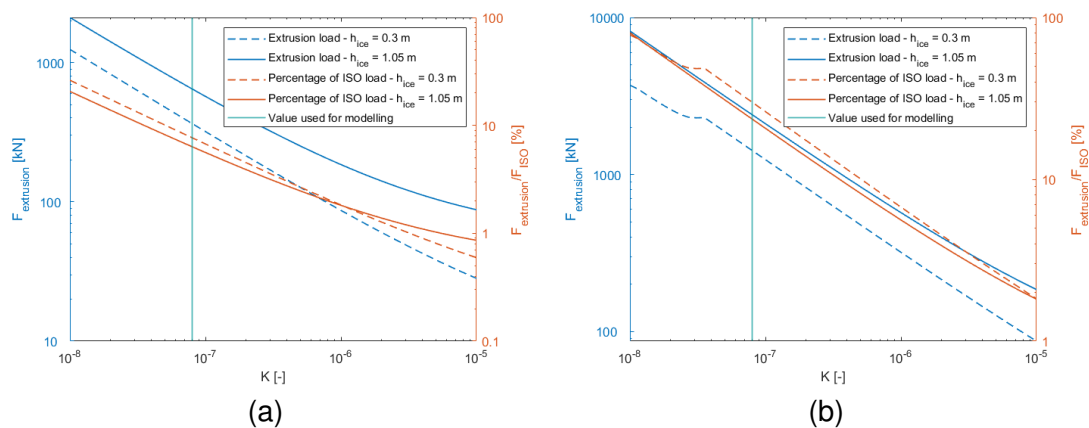 (a)
Extrusion load - h_ice = 0.3 m
Extrusion load - h_ice = 1.05 m
Percentage of ISO load - h_ice = 0.3 m
Percentage of ISO load - h_ice = 1.05 m
Value used for modelling
F_extrusion [kN]
1000
100
10
F_extrusion/F_ISO [%]
100
10
1
0.1
10^-8
10^-7
10^-6
10^-5
K [-]
(b)
Extrusion load - h_ice = 0.3 m
Extrusion load - h_ice = 1.05 m
Percentage of ISO load - h_ice = 0.3 m
Percentage of ISO load - h_ice = 1.05 m
Value used for modelling
F_extrusion [kN]
10000
1000
100
F_extrusion/F_ISO [%]
100
10
1
10^-8
10^-7
10^-6
10^-5
K [-]